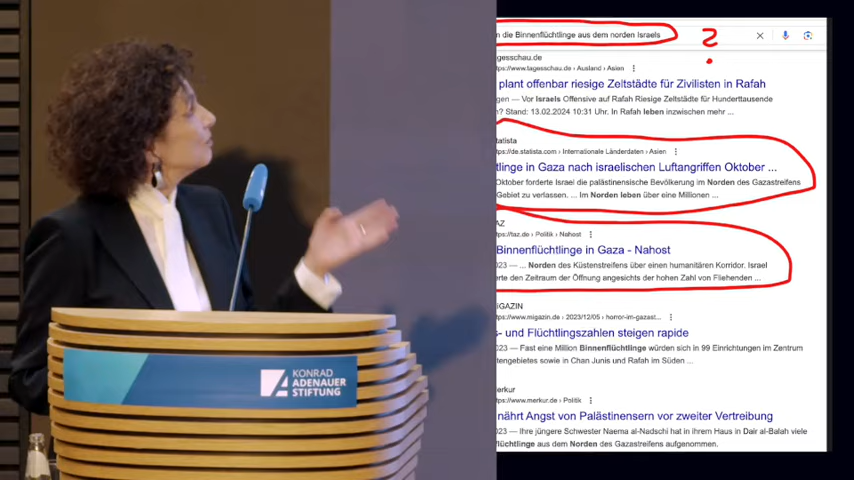 KONRAD
ADENAUER
STIFTUNG
n die Binnenflüchtlinge aus dem norden Israels
?
gesschau.de
tps://www.tagesschau.de › Ausland › Asien
plant offenbar riesige Zeltstädte für Zivilisten in Rafah
gen — Vor Israels Offensive auf Rafah Riesige Zeltstädte für Hunderttausende
n? Stand: 13.02.2024 10:31 Uhr. In Rafah leben inzwischen mehr ...
tatista
tps://de.statista.com › Internationale Länderdaten › Asien
tlinge in Gaza nach israelischen Luftangriffen Oktober ...
Oktober forderte Israel die palästinensische Bevölkerung im Norden des Gazastreifens
Gebiet zu verlassen. ... Im Norden leben über eine Millionen ...
AZ
tps://taz.de › Politik › Nahost
Binnenflüchtlinge in Gaza - Nahost
023 — ... Norden des Küstenstreifens über einen humanitären Korridor. Israel
erte den Zeitraum der Öffnung angesichts der hohen Zahl von Fliehenden ...
iGAZIN
tps://www.migazin.de › 2023/12/05 › horror-im-gazast...
s- und Flüchtlingszahlen steigen rapide
023 — Fast eine Million Binnenflüchtlinge würden sich in 99 Einrichtungen im Zentrum
tengebietes sowie in Chan Junis und Rafah im Süden ...
erkur
tps://www.merkur.de › Politik
nährt Angst von Palästinensern vor zweiter Vertreibung
023 — Ihre jüngere Schwester Naema al-Nadschi hat in ihrem Haus in Dair al-Balah viele
flüchtlinge aus dem Norden des Gazastreifens aufgenommen.